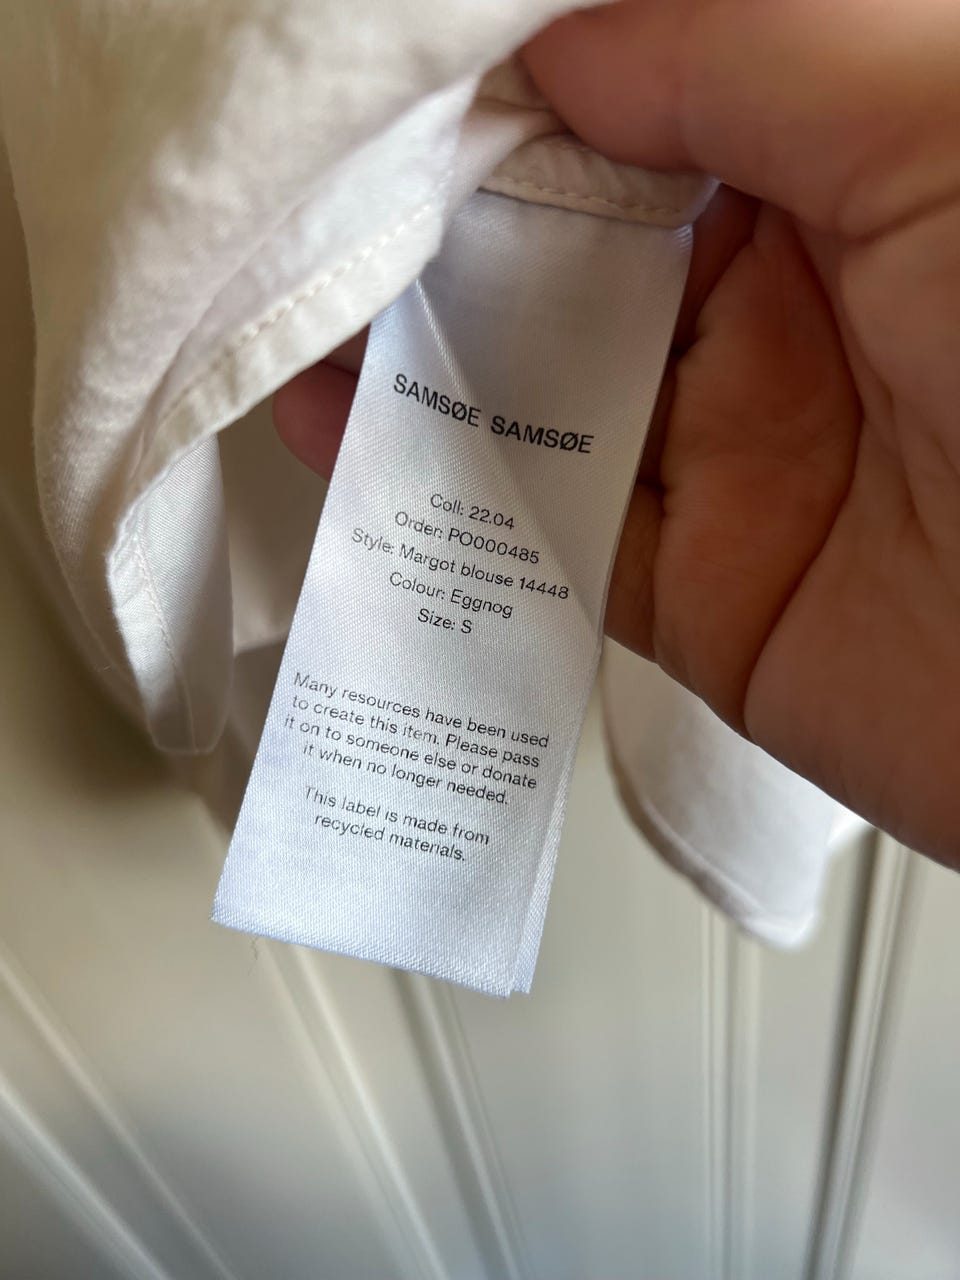 SAMSØE SAMSØE
Coll: 22.04
Order: PO000485
Style: Margot blouse 14448
Colour: Eggnog
Size: S
Many resources have been used
to create this item. Please pass
it on to someone else or donate
it when no longer needed.
This label is made from
recycled materials.